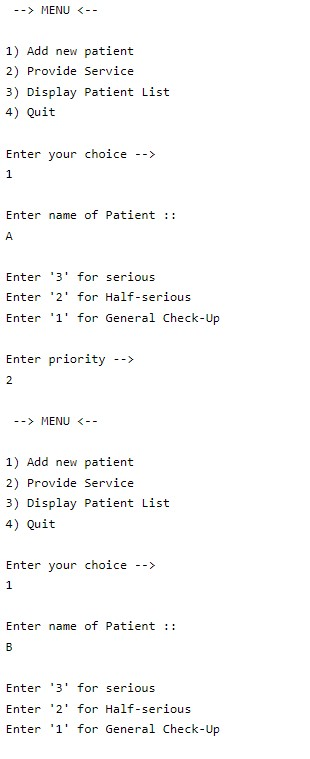 --> MENU <--
1) Add new patient
2) Provide Service
3) Display Patient List
4) Quit
Enter your choice -->
1
Enter name of Patient ::
A
Enter '3' for serious
Enter '2' for Half-serious
Enter '1' for General Check-Up
Enter priority -->
2
--> MENU <--
1) Add new patient
2) Provide Service
3) Display Patient List
4) Quit
Enter your choice -->
1
Enter name of Patient ::
B
Enter '3' for serious
Enter '2' for Half-serious
Enter '1' for General Check-Up